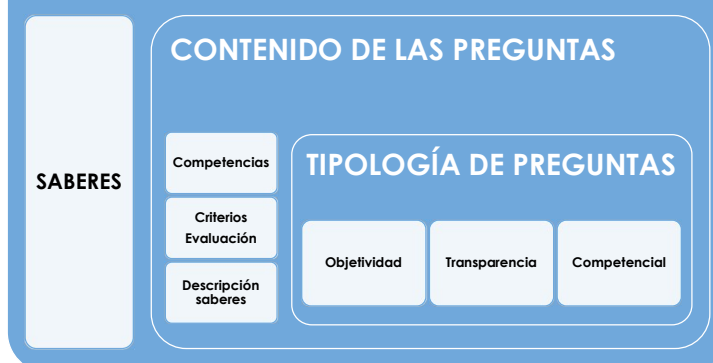 SABERES
CONTENIDO DE LAS PREGUNTAS
Competencias
Criterios
Evaluación
Descripción
saberes
TIPOLOGÍA DE PREGUNTAS
Objetividad
Transparencia
Competencial